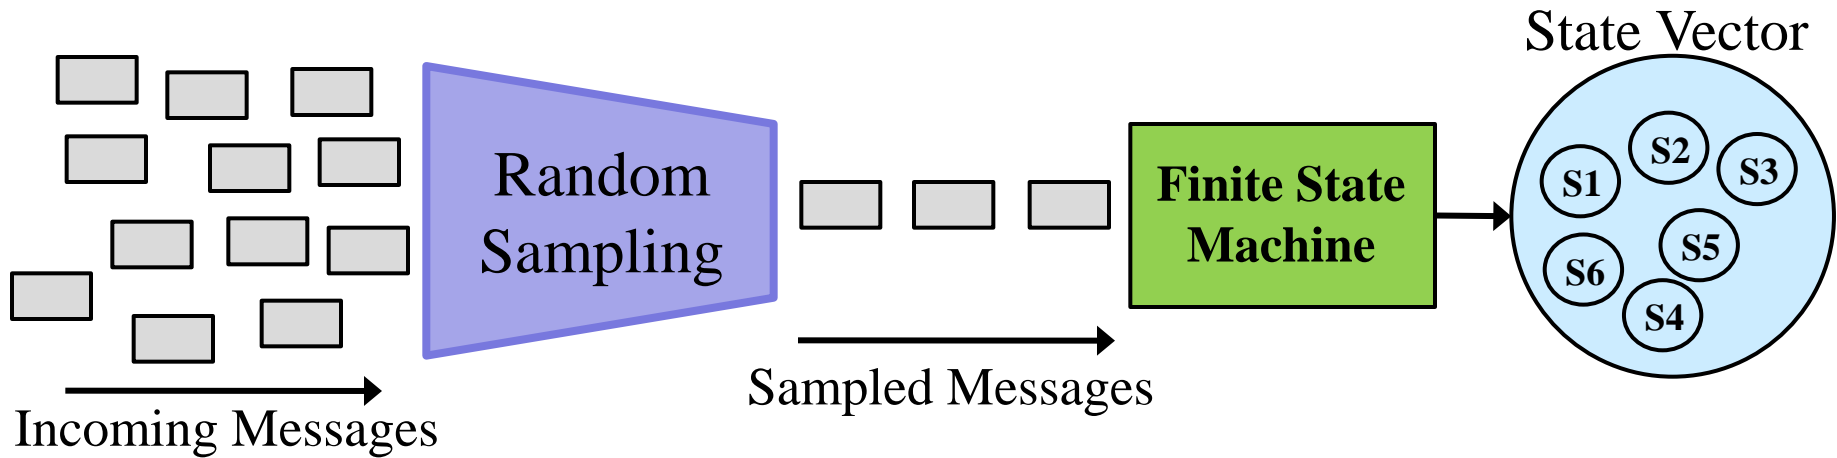 State Vector
Random
Sampling
Finite State
Machine
S1
S2
S3
S5
S6
S4
Sampled Messages
Incoming Messages